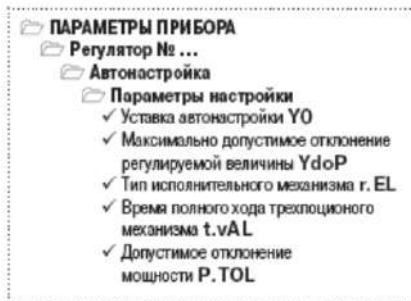 ПАРАМЕТРЫ ПРИБОРА
Регулятор № ...
Автонастройка
Параметры настройки
✓ Уставка автонастройки Y0
✓ Максимально допустимое отклонение
регулируемой величины YdoP
✓ Тип исполнительного механизма r. EL
✓ Время полного хода трехпоционого
механизма t.vAL
✓ Допустимое отклонение
мощности P. TOL